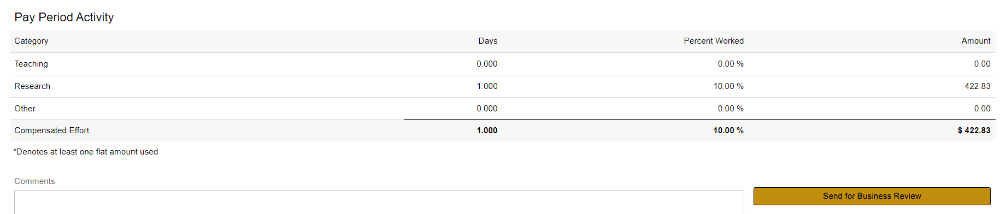 Pay Period Activity
Category Days Percent Worked Amount
Teaching 0.000 0.00 % 0.00
Research 1.000 10.00 % 422.83
Other 0.000 0.00 % 0.00
Compensated Effort 1.000 10.00 % $ 422.83
*Denotes at least one flat amount used
Comments
Send for Business Review